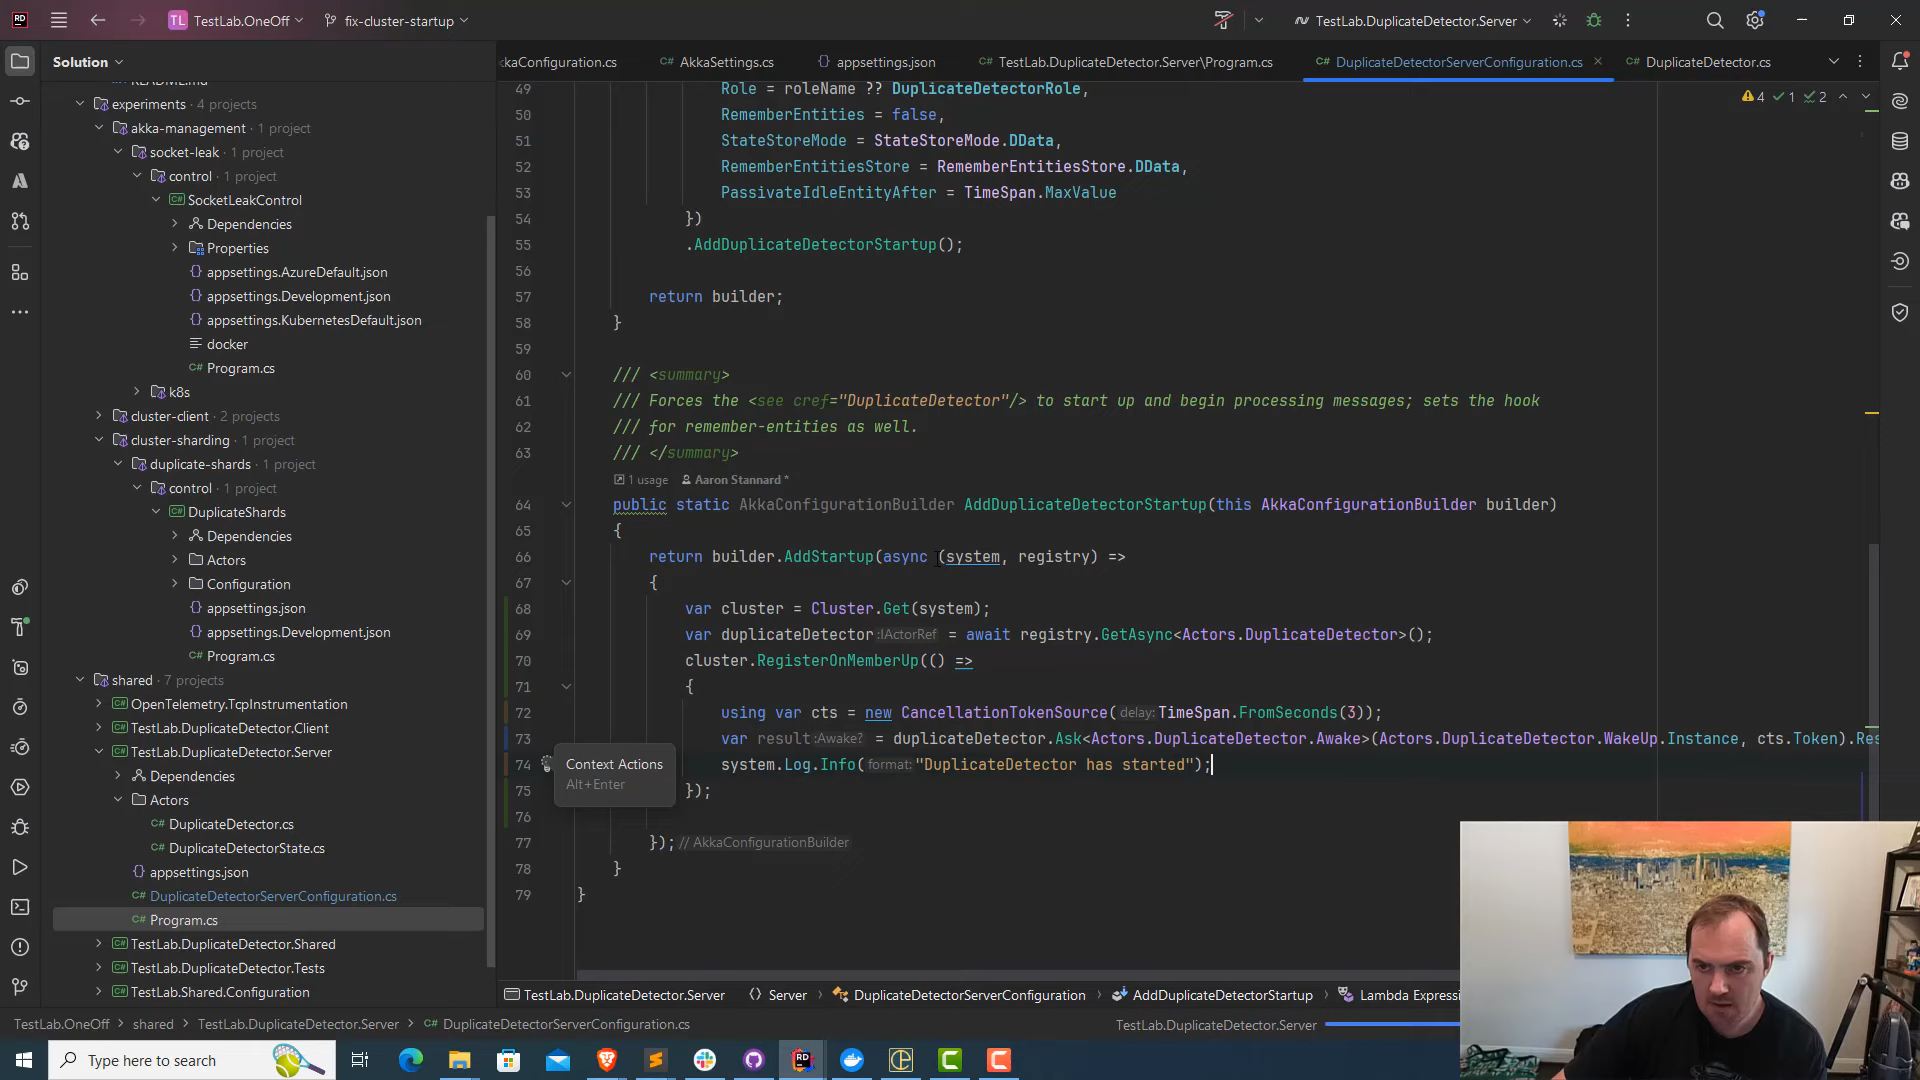 TL TestLab.OneOff
fix-cluster-startup
TestLab.DuplicateDetector.Server
Solution
kaConfiguration.cs
AkkaSettings.cs
appsettings.json
TestLab.DuplicateDetector.Server\Program.cs
DuplicateDetectorServerConfiguration.cs
DuplicateDetector.cs
4 1 2
README.md
experiments 4 projects
akka-management 1 project
socket-leak 1 project
control 1 project
SocketLeakControl
Dependencies
Properties
appsettings.AzureDefault.json
appsettings.Development.json
appsettings.KubernetesDefault.json
docker
Program.cs
k8s
cluster-client 2 projects
cluster-sharding 1 project
duplicate-shards 1 project
control 1 project
DuplicateShards
Dependencies
Actors
Configuration
appsettings.json
appsettings.Development.json
Program.cs
shared 7 projects
OpenTelemetry.TcpInstrumentation
TestLab.DuplicateDetector.Client
TestLab.DuplicateDetector.Server
Dependencies
Actors
DuplicateDetector.cs
DuplicateDetectorState.cs
appsettings.json
DuplicateDetectorServerConfiguration.cs
Program.cs
TestLab.DuplicateDetector.Shared
TestLab.DuplicateDetector.Tests
TestLab.Shared.Configuration
49 Role = roleName ?? DuplicateDetectorRole,
50 RememberEntities = false,
51 StateStoreMode = StateStoreMode.DData,
52 RememberEntitiesStore = RememberEntitiesStore.DData,
53 PassivateIdleEntityAfter = TimeSpan.MaxValue
54 })
55 .AddDuplicateDetectorStartup();
56
57 return builder;
58 }
59
60 /// <summary>
61 /// Forces the <see cref="DuplicateDetector"/> to start up and begin processing messages; sets the hook
62 /// for remember-entities as well.
63 /// </summary>
1 usage Aaron Stannard *
64 public static AkkaConfigurationBuilder AddDuplicateDetectorStartup(this AkkaConfigurationBuilder builder)
65 {
66 return builder.AddStartup(async (system, registry) =>
67 {
68 var cluster = Cluster.Get(system);
69 var duplicateDetector :IActorRef = await registry.GetAsync<Actors.DuplicateDetector>();
70 cluster.RegisterOnMemberUp(() =>
71 {
72 using var cts = new CancellationTokenSource( delay: TimeSpan.FromSeconds(3));
73 var result :Awake? = duplicateDetector.Ask<Actors.DuplicateDetector.Awake>(Actors.DuplicateDetector.WakeUp.Instance, cts.Token).Res
74 system.Log.Info( format: "DuplicateDetector has started");
75 });
76
77 }); // AkkaConfigurationBuilder
78 }
79 }
Context Actions
Alt+Enter
TestLab.DuplicateDetector.Server
Server
DuplicateDetectorServerConfiguration
AddDuplicateDetectorStartup
Lambda Expressi
TestLab.OneOff
shared
TestLab.DuplicateDetector.Server
DuplicateDetectorServerConfiguration.cs
TestLab.DuplicateDetector.Server
Type here to search